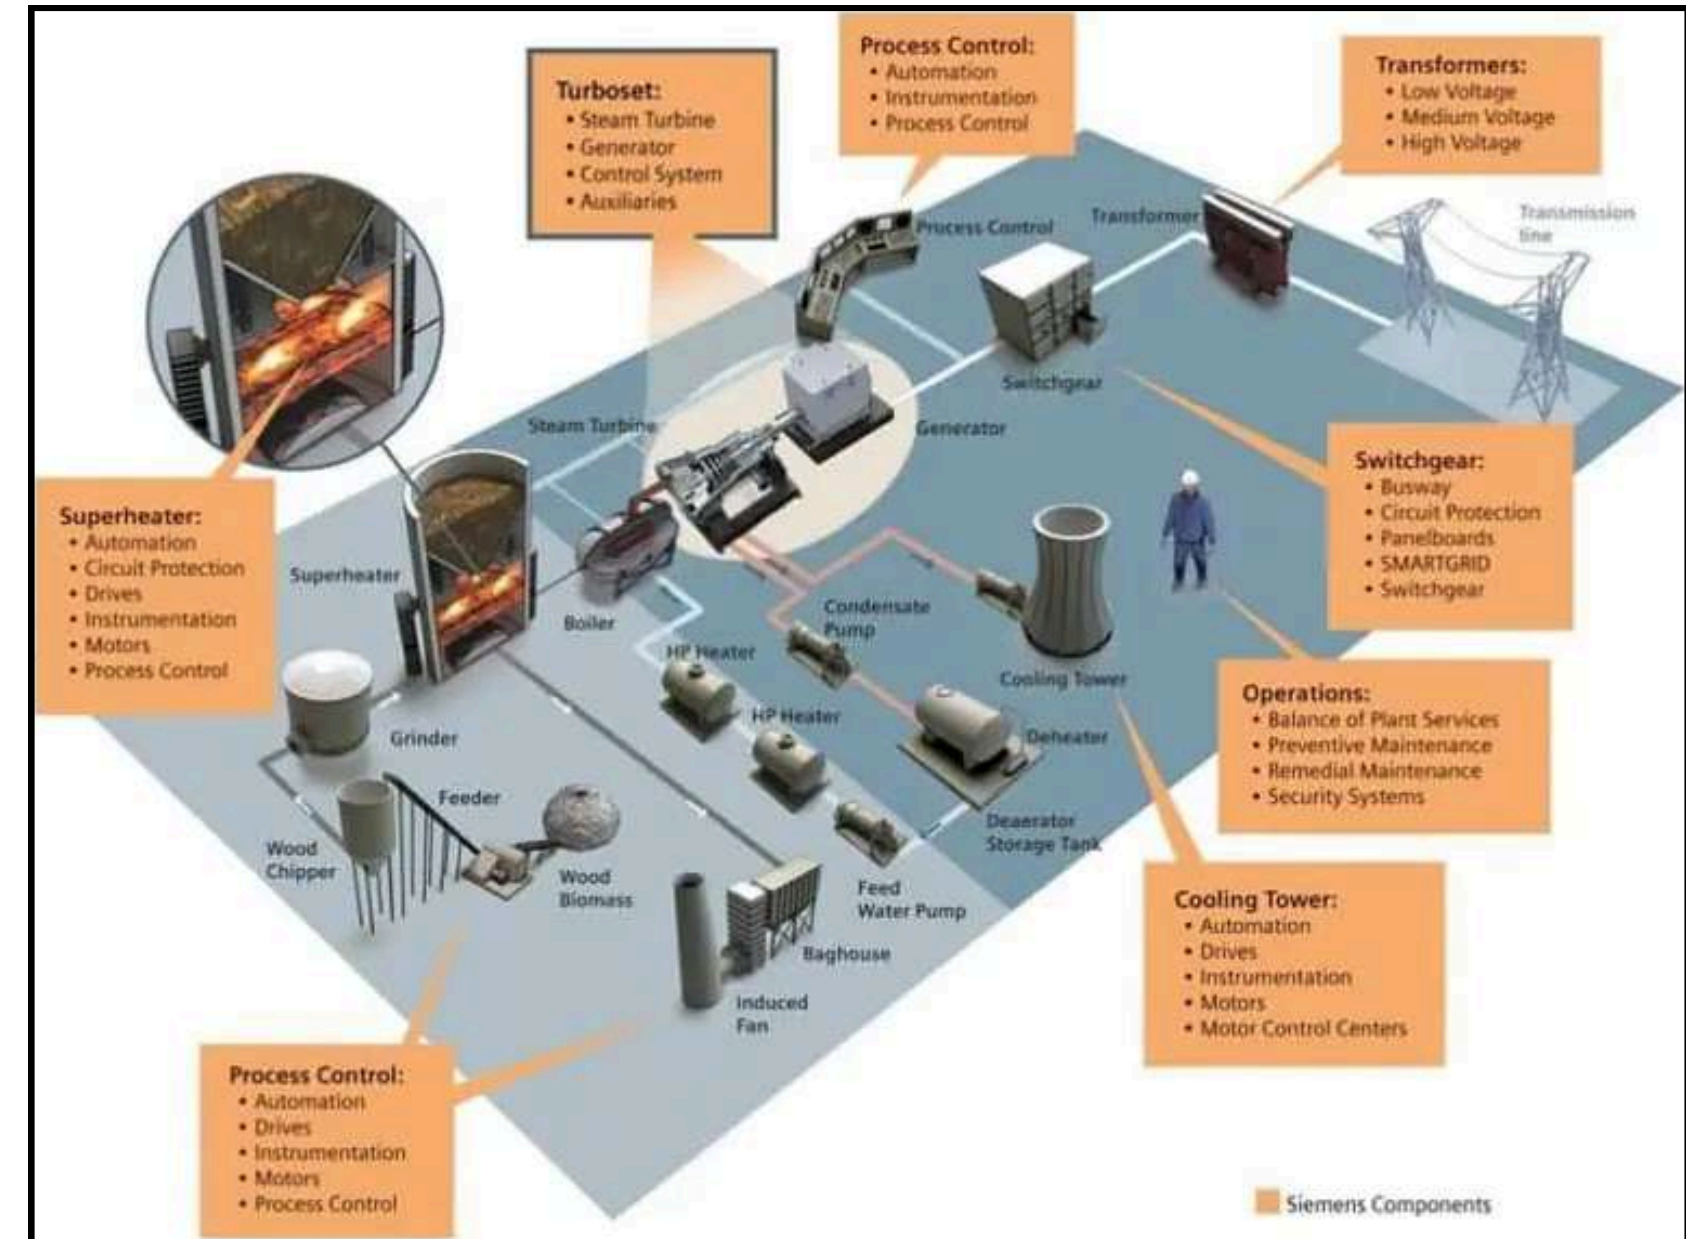 Process Control:
• Automation
• Instrumentation
• Process Control
Transformers:
• Low Voltage
• Medium Voltage
• High Voltage
Turboset:
• Steam Turbine
• Generator
• Control System
• Auxiliaries
Process Control
Transformer
Transmission
line
Switchgear
Steam Turbine
Generator
Switchgear:
• Busway
• Circuit Protection
• Panelboards
• SMARTGRID
• Switchgear
Superheater:
• Automation
• Circuit Protection
• Drives
• Instrumentation
• Motors
• Process Control
Superheater
Boiler
Condensate
Pump
HP Heater
Cooling Tower
HP Heater
Deheater
Operations:
• Balance of Plant Services
• Preventive Maintenance
• Remedial Maintenance
• Security Systems
Grinder
Feeder
Wood
Chipper
Wood
Biomass
Deaerator
Storage Tank
Feed
Water Pump
Baghouse
Induced
Fan
Cooling Tower:
• Automation
• Drives
• Instrumentation
• Motors
• Motor Control Centers
Process Control:
• Automation
• Drives
• Instrumentation
• Motors
• Process Control
Siemens Components